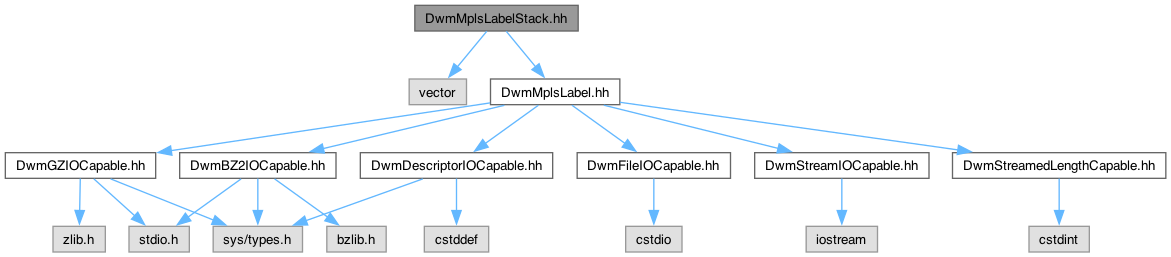 DwmMplsLabelStack.hh
vector
DwmMplsLabel.hh
DwmGZIOCapable.hh
DwmBZ2IOCapable.hh
DwmDescriptorIOCapable.hh
DwmFileIOCapable.hh
DwmStreamIOCapable.hh
DwmStreamedLengthCapable.hh
zlib.h
stdio.h
sys/types.h
bzlib.h
cstddef
cstdio
iostream
cstdint